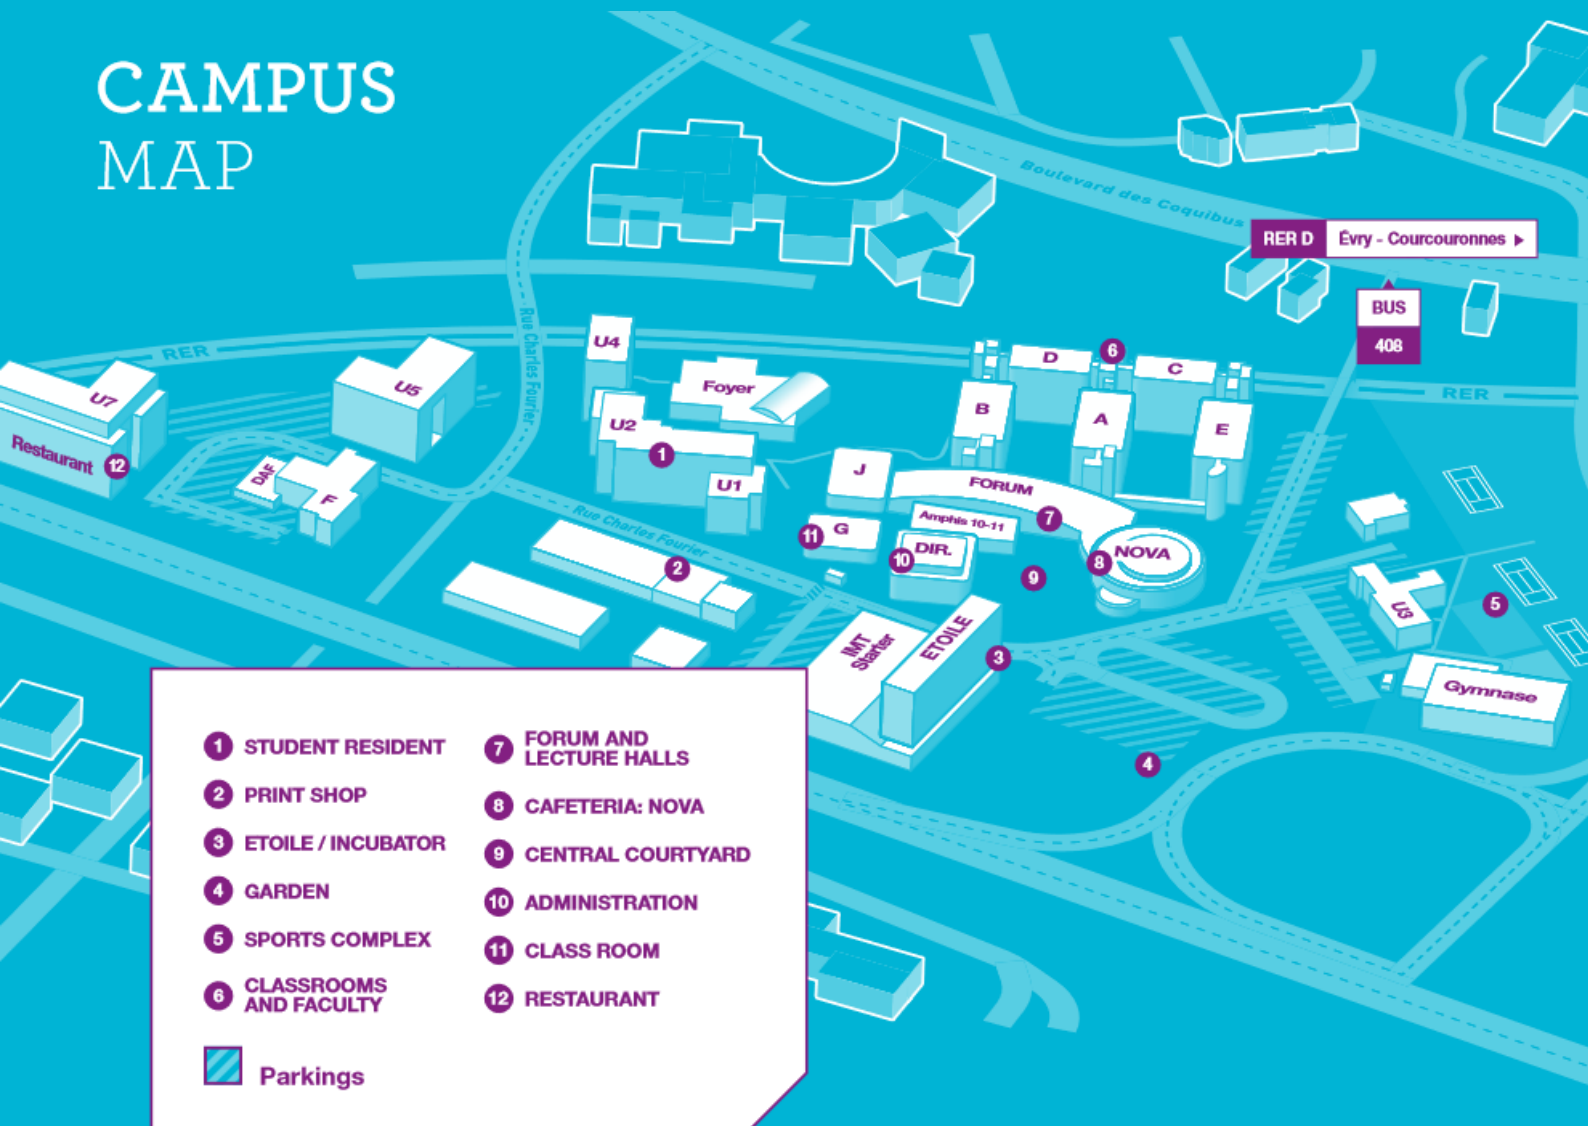 CAMPUS
MAP
Boulevard des Coquibus
RER D Évry - Courcouronnes
BUS
408
RER
RER
Rue Charles Fourier
Rue Charles Fourier
U7
Restaurant 12
U5
DAF
F
U4
Foyer
U2
1
U1
2
D
6
C
B
A
E
J
FORUM
7
Amphis 10-11
11 G
10 DIR.
9
8 NOVA
IMT
Starter
ETOILE
3
4
U3
5
Gymnase
1 STUDENT RESIDENT
2 PRINT SHOP
3 ETOILE / INCUBATOR
4 GARDEN
5 SPORTS COMPLEX
6 CLASSROOMS
AND FACULTY
7 FORUM AND
LECTURE HALLS
8 CAFETERIA: NOVA
9 CENTRAL COURTYARD
10 ADMINISTRATION
11 CLASS ROOM
12 RESTAURANT
Parkings